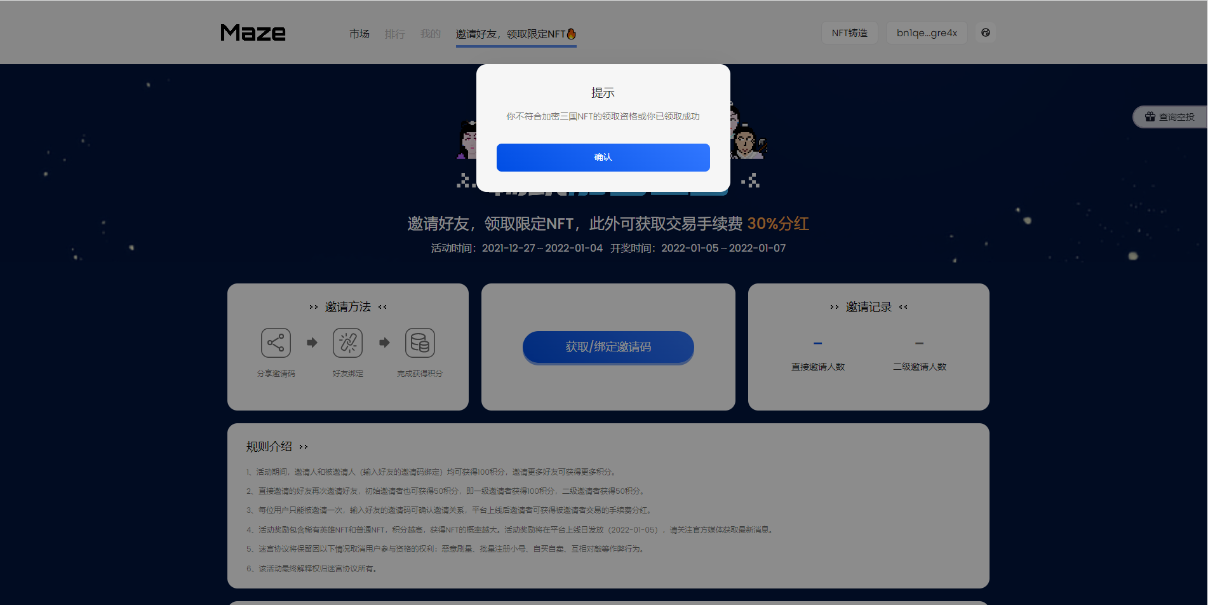 Maze
市场 排行 我的 邀请好友，领取限定NFT🔥 NFT铸造 bn1qe...gre4x
提示
你不符合加密三国NFT的领取资格或你已领取成功
确认
查询空投
邀请好友，领取限定NFT，此外可获取交易手续费 30%分红
活动时间：2021-12-27 - 2022-01-04 开奖时间：2022-01-05 - 2022-01-07
>> 邀请方法 <<
分享邀请码 好友绑定 完成获得积分
获取/绑定邀请码
>> 邀请记录 <<
– –
直接邀请人数 二级邀请人数
规则介绍 >>
1、活动期间，邀请人和被邀请人（输入好友的邀请码绑定）均可获得100积分，邀请更多好友可获得更多积分。
2、直接邀请的好友再次邀请好友，初始邀请者也可获得50积分，即一级邀请者获得100积分，二级邀请者获得50积分。
3、每位用户只能被邀请一次，输入好友的邀请码可确认邀请关系，平台上线后邀请者可获得被邀请者交易的手续费分红。
4、活动奖励包含稀有英雄NFT和普通NFT，积分越高，获得NFT的概率越大。活动奖励将在平台上线日发放（2022-01-05），请关注官方媒体获取最新消息。
5、迷宫协议将保留因以下情况取消用户参与资格的权利：恶意刷量、批量注册小号、自买自卖、互相对敲等作弊行为。
6、该活动最终解释权归迷宫协议所有。